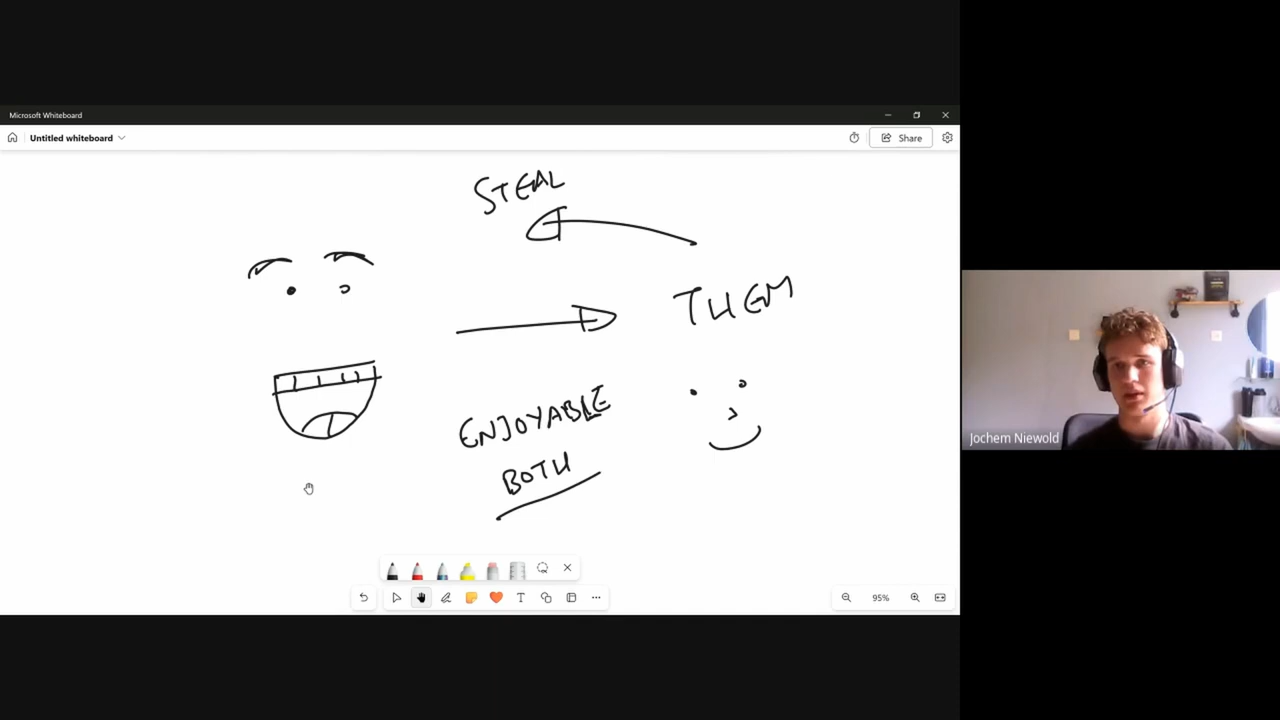 Microsoft Whiteboard
Untitled whiteboard
Share
STEAL
THEM
ENJOYABLE
BOTH
Jochem Niewold
T
95%